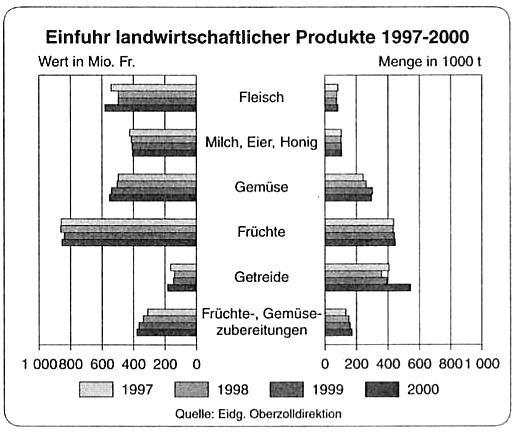 Einfuhr landwirtschaftlicher Produkte 1997-2000
Wert in Mio. Fr.
Menge in 1000 t
Fleisch
Milch, Eier, Honig
Gemüse
Früchte
Getreide
Früchte-, Gemüse-
zubereitungen
1 000 800 600 400 200 0
0 200 400 600 800 1 000
1997 1998 1999 2000
Quelle: Eidg. Oberzolldirektion